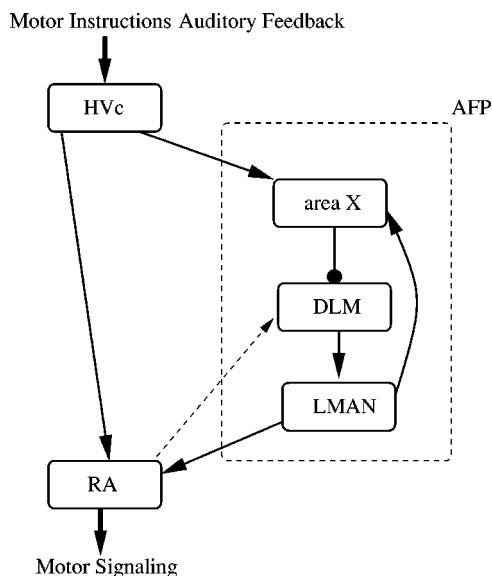 Motor Instructions Auditory Feedback
HVc
AFP
area X
DLM
LMAN
RA
Motor Signaling